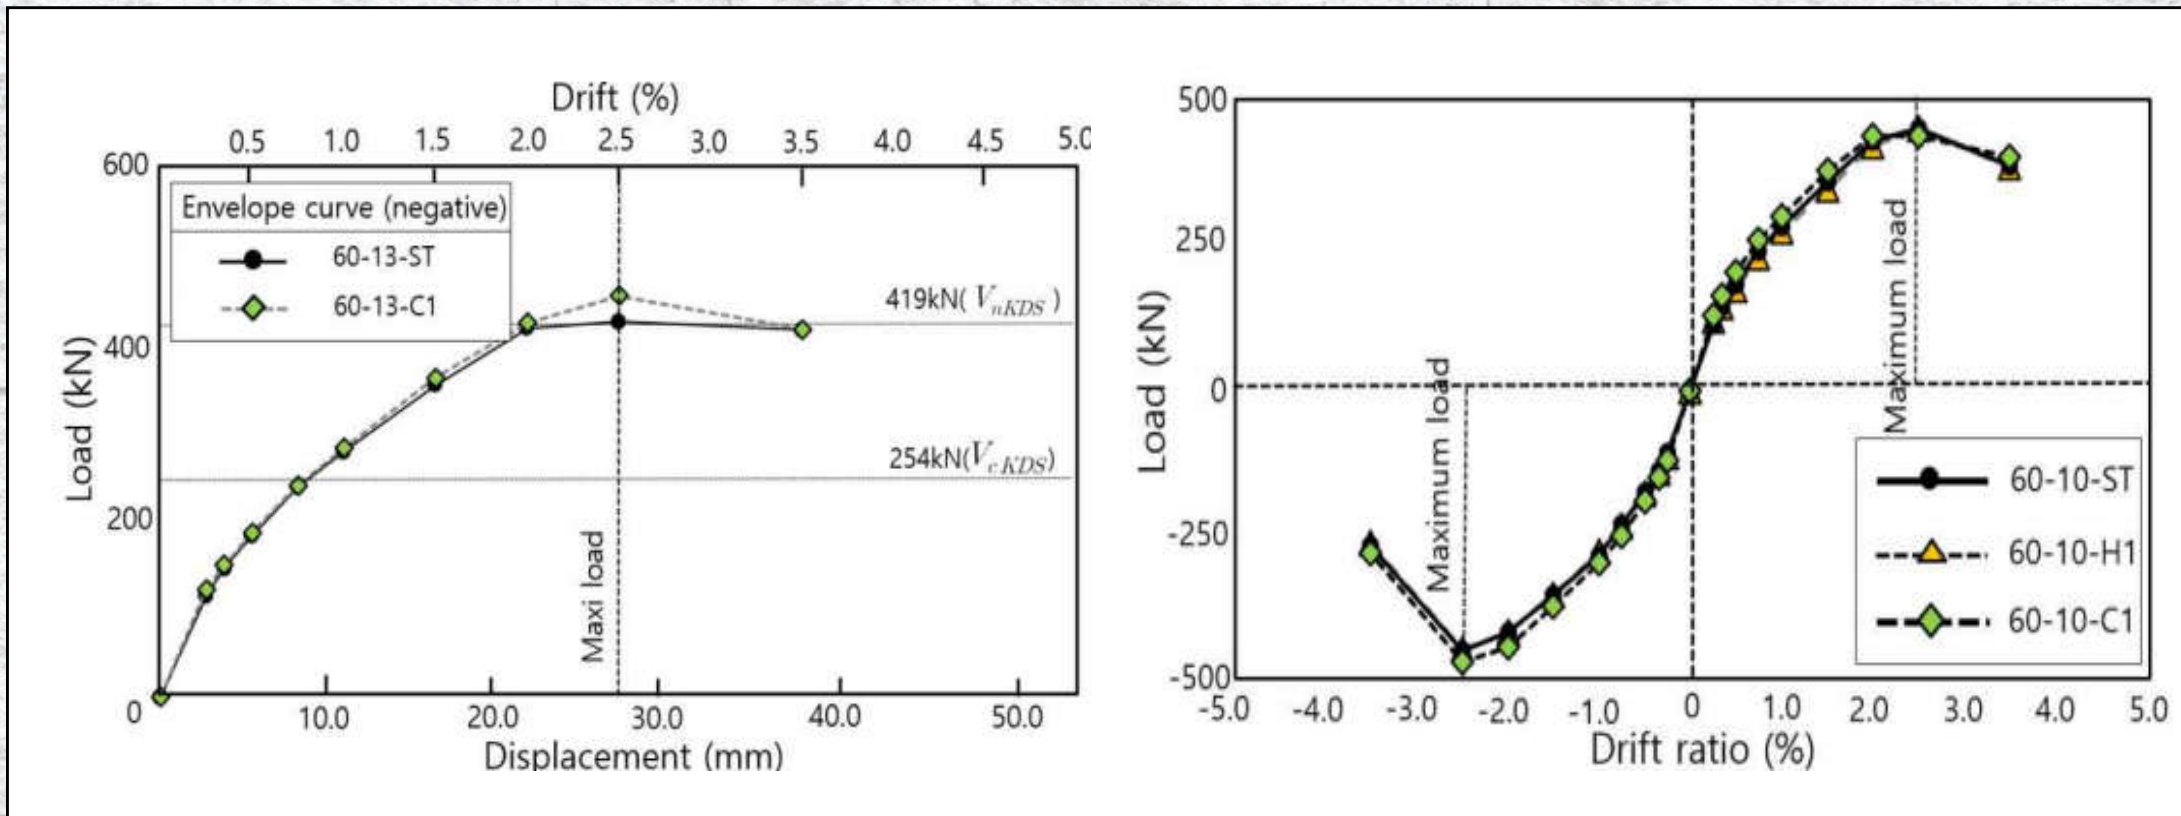 Drift (%)
0.5 1.0 1.5 2.0 2.5 3.0 3.5 4.0 4.5 5.0
600
400
200
0
Load (kN)
Envelope curve (negative)
60-13-ST
60-13-C1
419kN( V_nKDS )
254kN(V_cKDS)
Maxi load
10.0 20.0 30.0 40.0 50.0
Displacement (mm)
500
250
0
-250
-500
Load (kN)
Maximum load
Maximum load
60-10-ST
60-10-H1
60-10-C1
-5.0 -4.0 -3.0 -2.0 -1.0 0 1.0 2.0 3.0 4.0 5.0
Drift ratio (%)